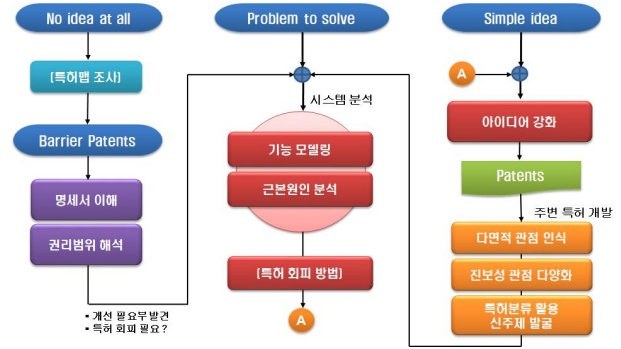 No idea at all
[특허맵 조사]
Barrier Patents
명세서 이해
권리범위 해석
• 개선 필요부 발견
• 특허 회피 필요?
Problem to solve
시스템 분석
기능 모델링
근본원인 분석
[특허 회피 방법]
A
Simple idea
A
아이디어 강화
Patents
주변 특허 개발
다면적 관점 인식
진보성 관점 다양화
특허분류 활용
신주제 발굴